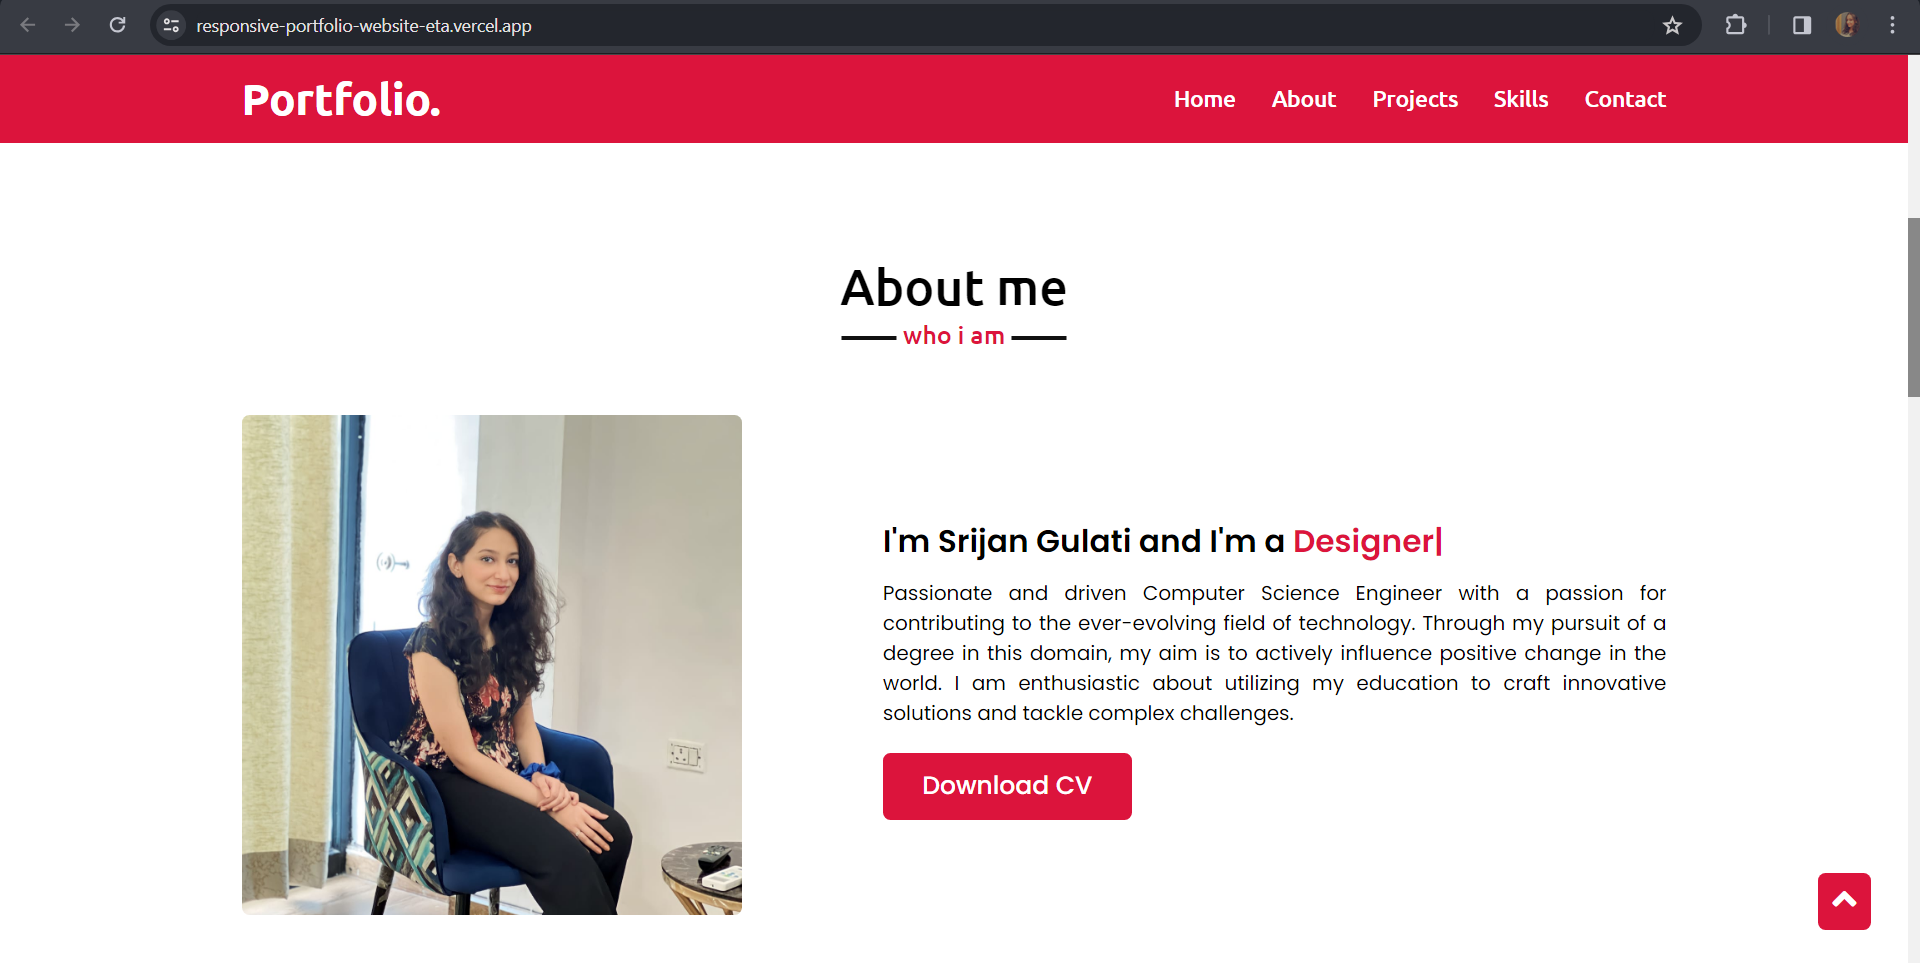 responsive-portfolio-website-eta.vercel.app
Portfolio.
Home About Projects Skills Contact
About me
who i am
I'm Srijan Gulati and I'm a Designer|
Passionate and driven Computer Science Engineer with a passion for
contributing to the ever-evolving field of technology. Through my pursuit of a
degree in this domain, my aim is to actively influence positive change in the
world. I am enthusiastic about utilizing my education to craft innovative
solutions and tackle complex challenges.
Download CV